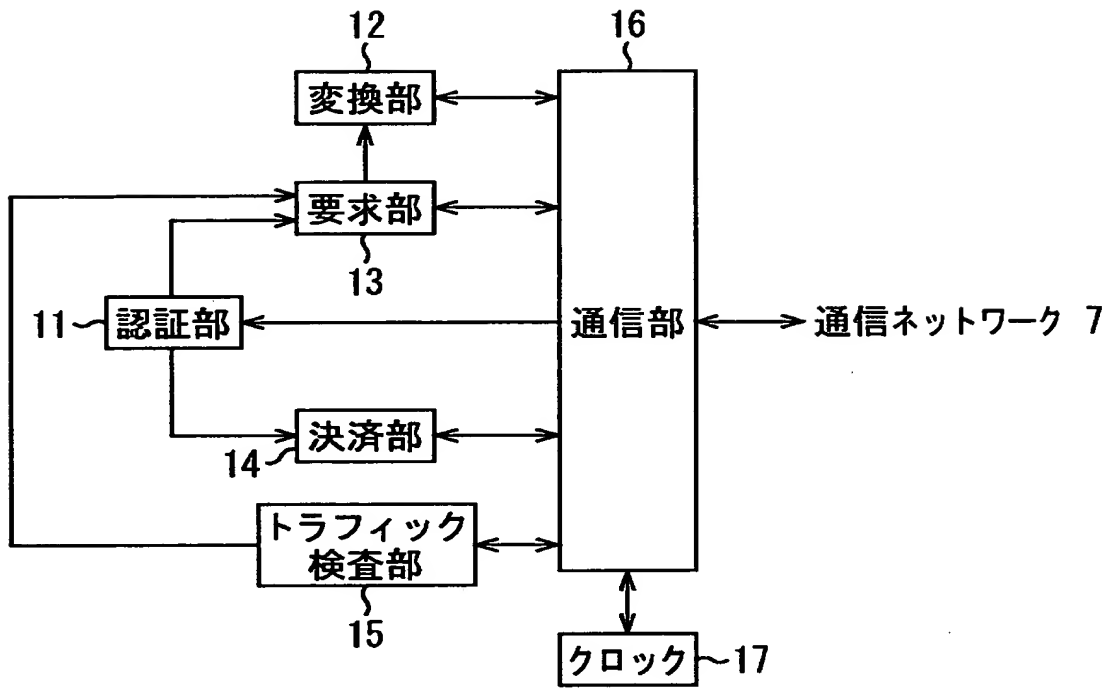 12
変換部
16
要求部
13
11
認証部
通信部
通信ネットワーク 7
決済部
14
トラフィック
検査部
15
クロック
17